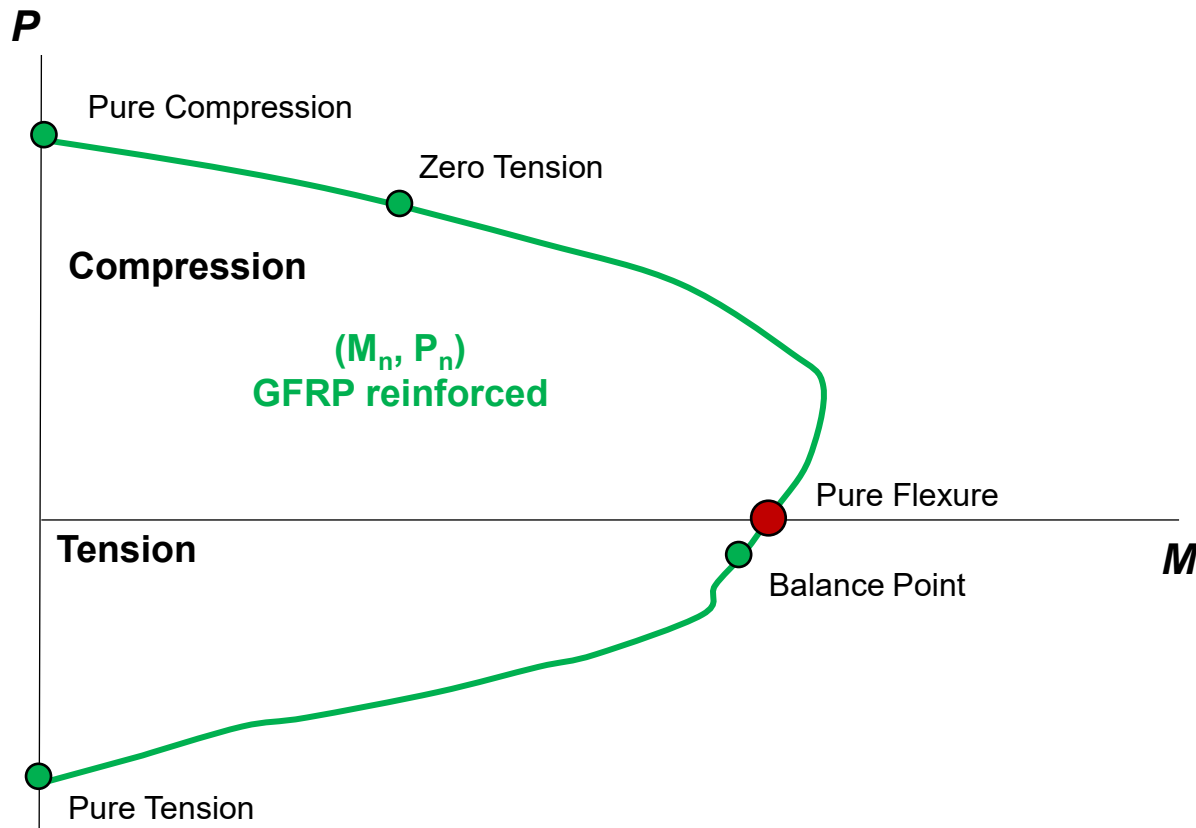 P
Pure Compression
Zero Tension
Compression
(Mn, Pn)
GFRP reinforced
Pure Flexure
Tension
M
Balance Point
Pure Tension